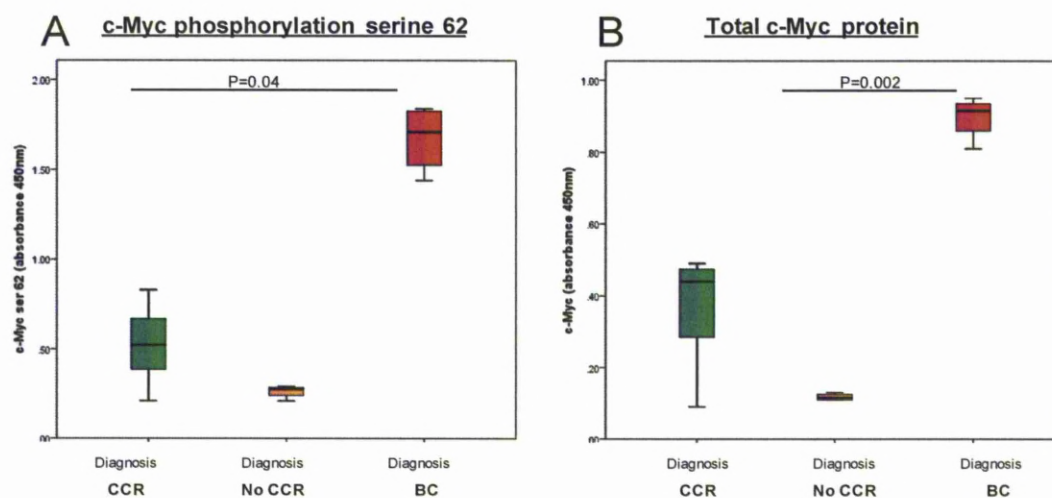 A
c-Myc phosphorylation serine 62
P=0.04
2.00
1.50
1.00
.50
.00
c-Myc ser 62 (absorbance 450nm)
Diagnosis Diagnosis Diagnosis
CCR No CCR BC
B
Total c-Myc protein
P=0.002
1.00
.80
.60
.40
.20
.00
c-Myc (absorbance 450nm)
Diagnosis Diagnosis Diagnosis
CCR No CCR BC